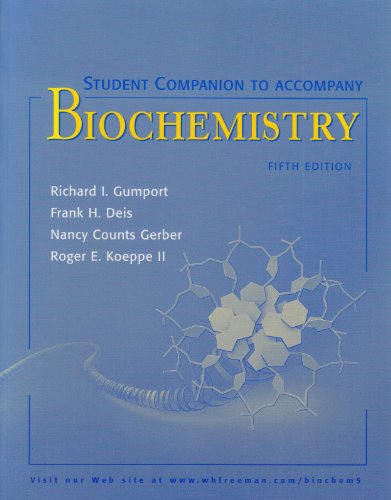 STUDENT COMPANION TO ACCOMPANY
BIOCHEMISTRY
FIFTH EDITION
Richard I. Gumport
Frank H. Deis
Nancy Counts Gerber
Roger E. Koeppe II
Visit our Web site at www.whfreeman.com/biochem5